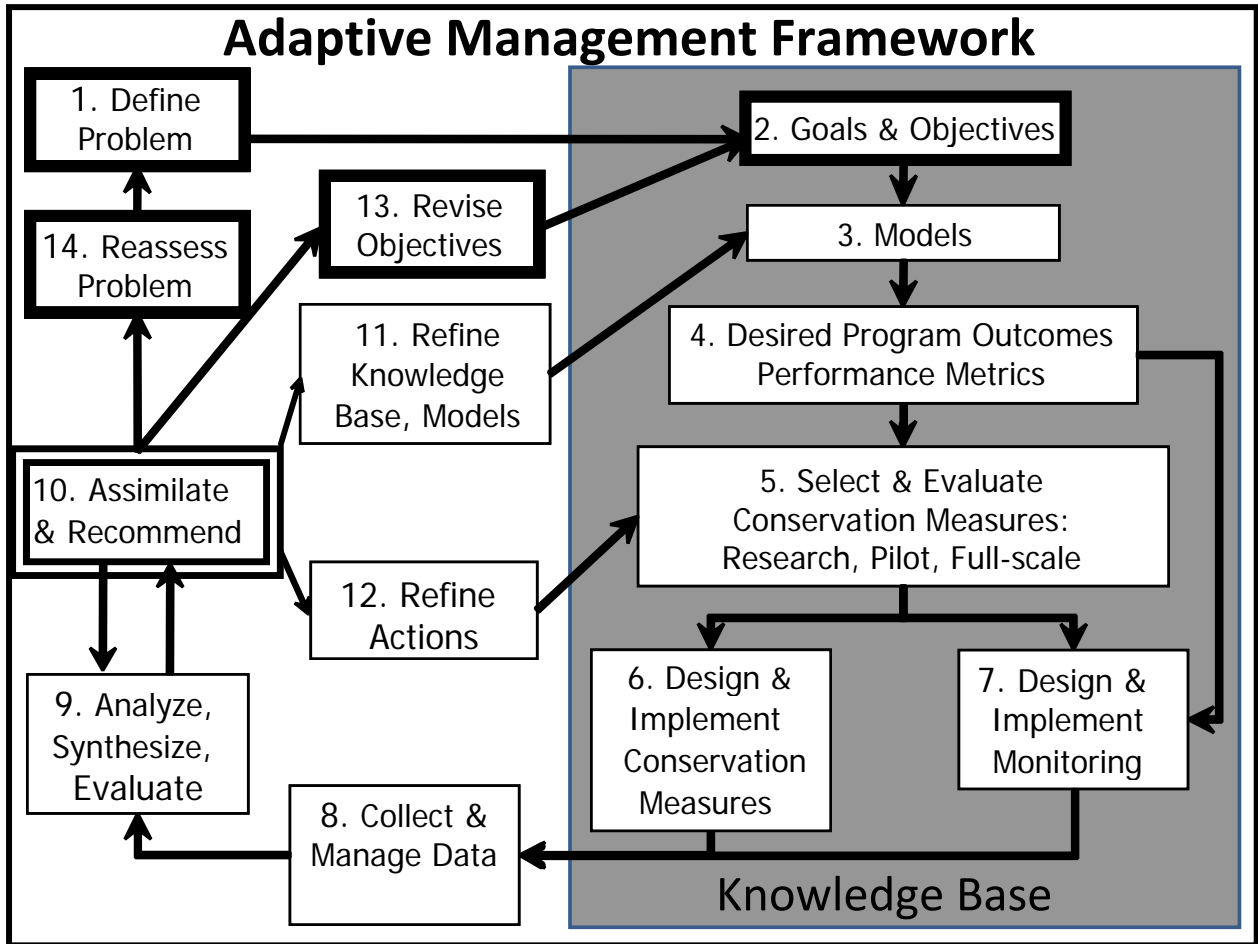 Adaptive Management Framework
1. Define
Problem
2. Goals & Objectives
13. Revise
Objectives
3. Models
14. Reassess
Problem
11. Refine
Knowledge
Base, Models
4. Desired Program Outcomes
Performance Metrics
10. Assimilate
& Recommend
5. Select & Evaluate
Conservation Measures:
Research, Pilot, Full-scale
12. Refine
Actions
6. Design &
Implement
Conservation
Measures
7. Design &
Implement
Monitoring
9. Analyze,
Synthesize,
Evaluate
8. Collect &
Manage Data
Knowledge Base